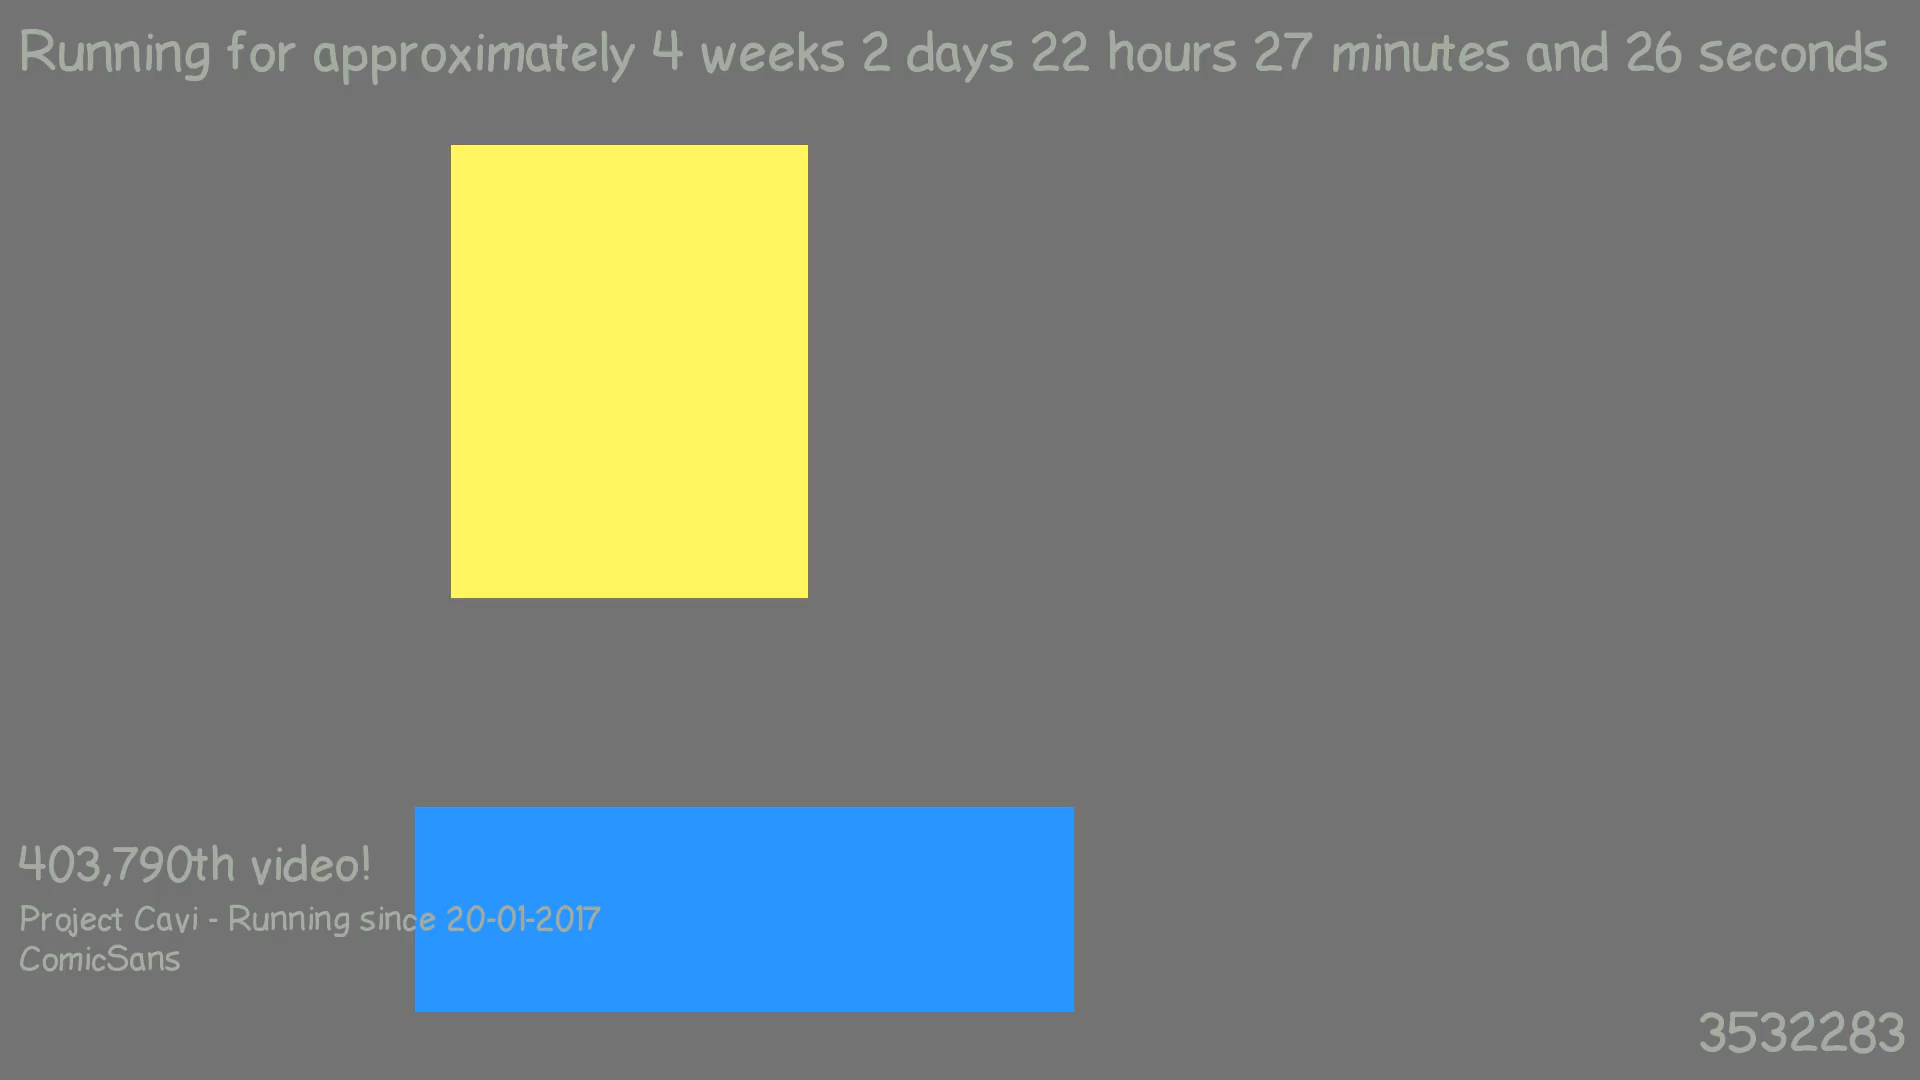 Running for approximately 4 weeks 2 days 22 hours 27 minutes and 26 seconds
403,790th video!
Project Cavi - Running since 20-01-2017
ComicSans
3532283